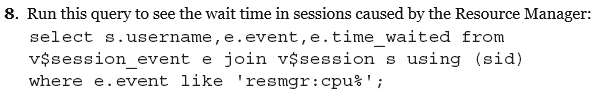 8. Run this query to see the wait time in sessions caused by the Resource Manager:
select s.username,e.event,e.time_waited from
v$session_event e join v$session s using (sid)
where e.event like 'resmgr:cpu%';